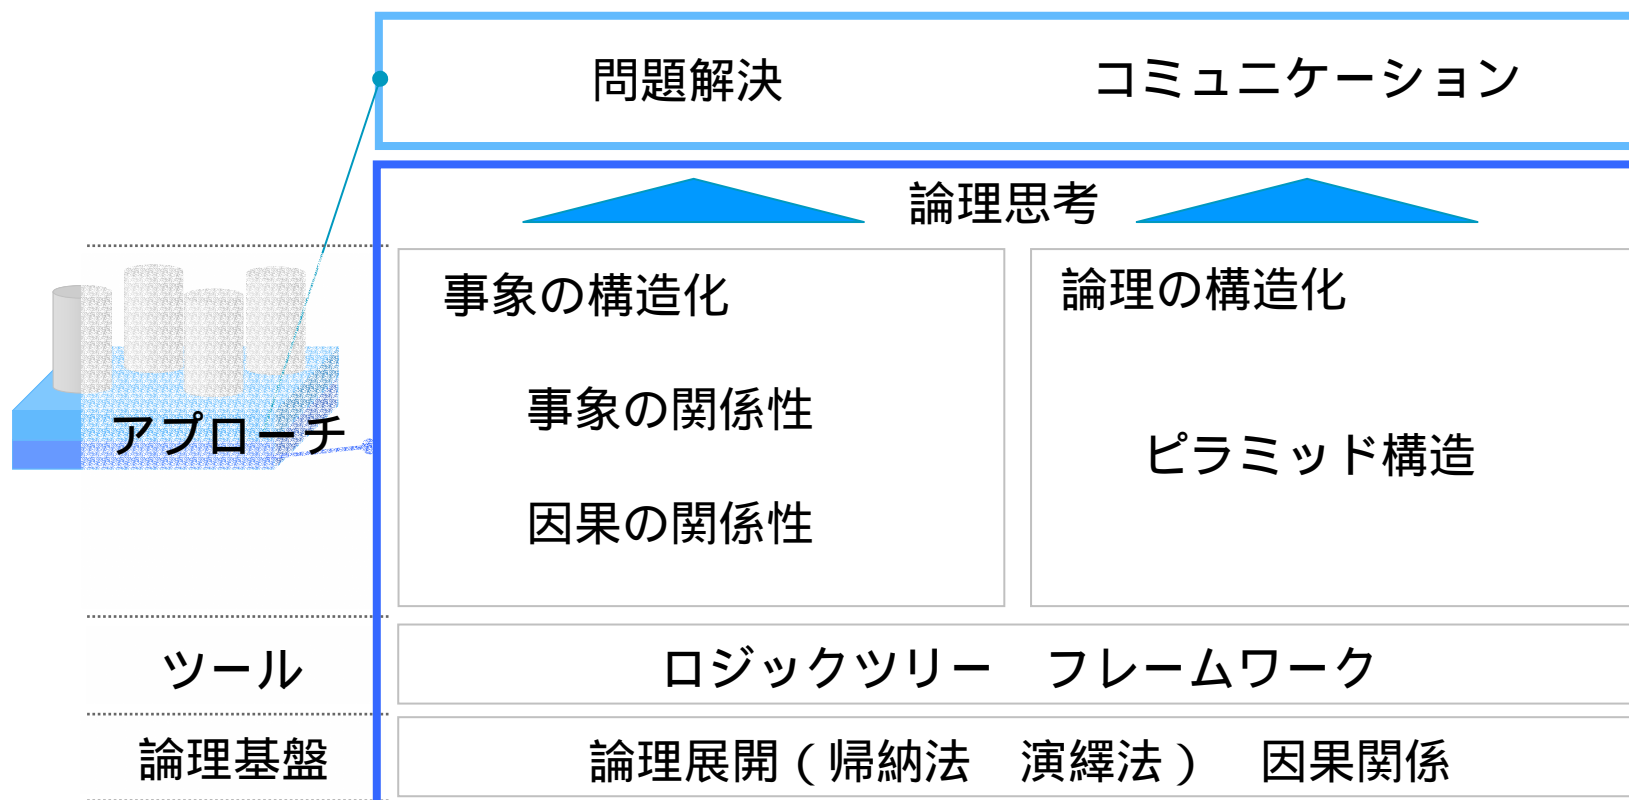 問題解決　コミュニケーション
論理思考
事象の構造化
事象の関係性
因果の関係性
論理の構造化
ピラミッド構造
アプローチ
ツール
ロジックツリー　フレームワーク
論理基盤
論理展開（帰納法　演繹法）　因果関係